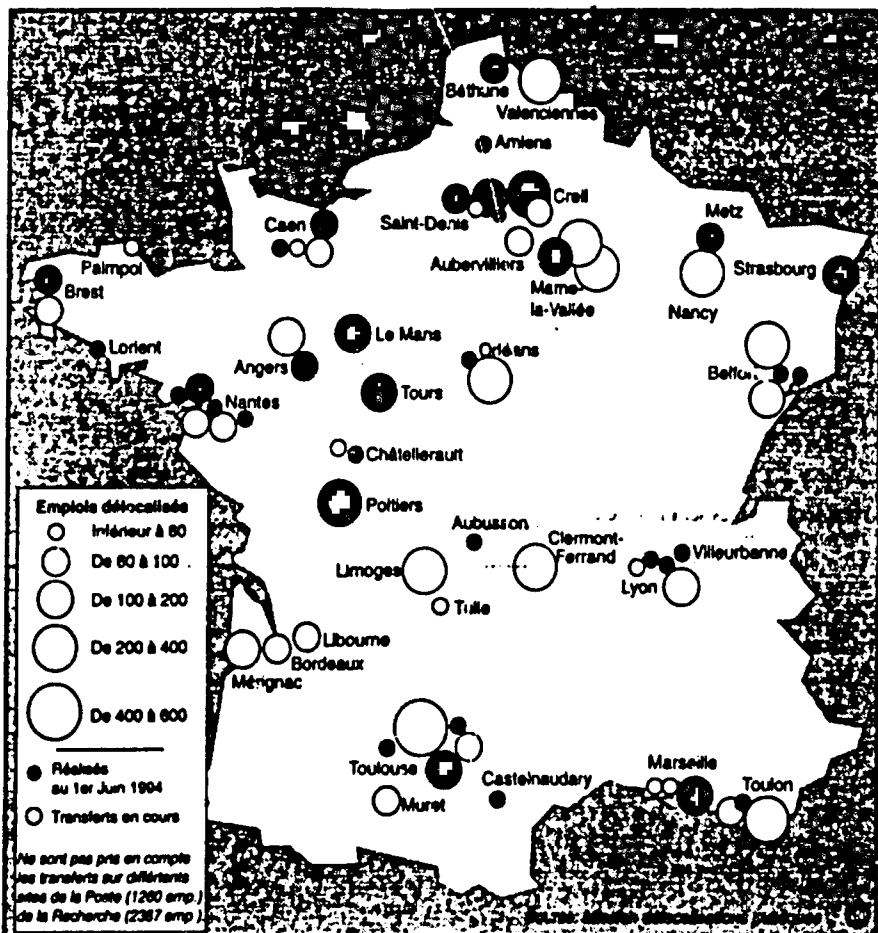 Béthune
Valenciennes
Amiens
Creil
Saint-Denis
Caen
Metz
Aubervilliers
Strasbourg
Paimpol
Marne-
la-Vallée
Brest
Nancy
Le Mans
Lorient
Orléans
Angers
Belfort
Tours
Nantes
Châtellerault
Poitiers
Aubusson
Clermont-
Ferrand
Villeurbanne
Limoges
Lyon
Tulle
Libourne
Bordeaux
Mérignac
Marseille
Toulouse
Castelnaudary
Toulon
Muret
Emplois délocalisés
Inférieur à 60
De 60 à 100
De 100 à 200
De 200 à 400
De 400 à 600
Réalisés
au 1er Juin 1994
Transferts en cours
Ne sont pas pris en compte
les transferts sur différents
sites de la Poste (1260 emp.)
de la Recherche (2367 emp.)